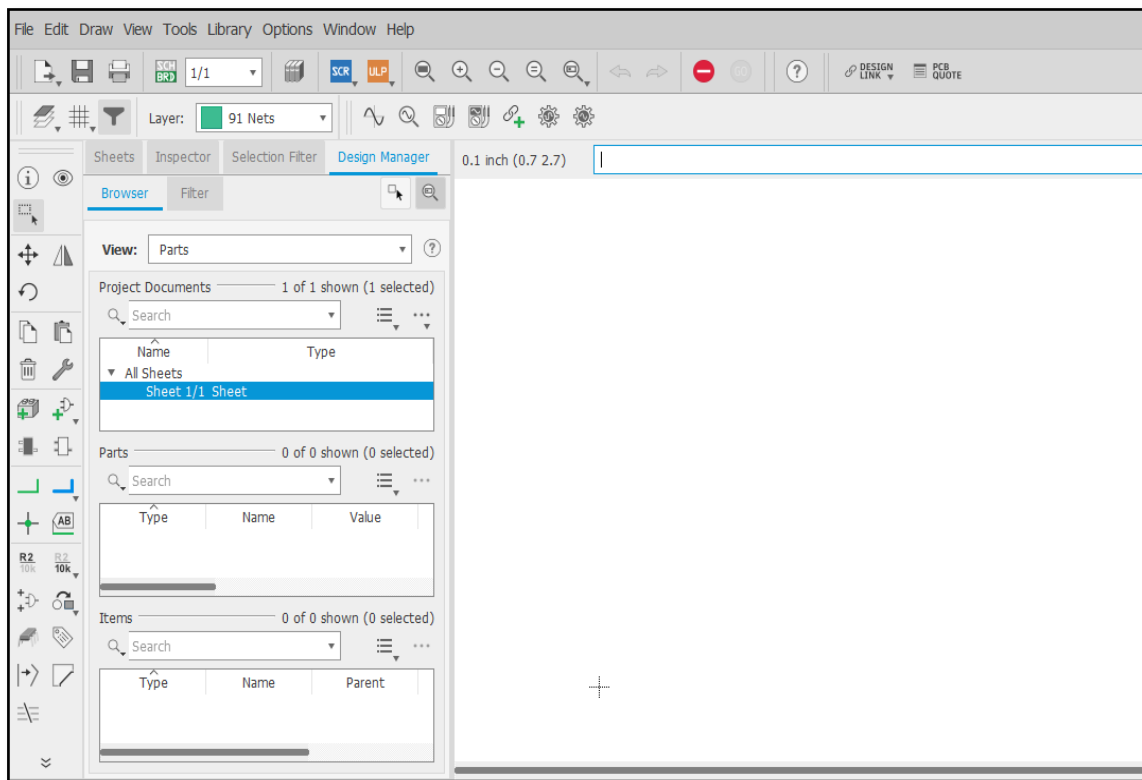 File Edit Draw View Tools Library Options Window Help
SCH BRD 1/1 SCR ULP ? DESIGN LINK PCB QUOTE
Layer: 91 Nets
Sheets Inspector Selection Filter Design Manager 0.1 inch (0.7 2.7)
Browser Filter
View: Parts ?
Project Documents 1 of 1 shown (1 selected)
Search
Name Type
All Sheets
Sheet 1/1 Sheet
Parts 0 of 0 shown (0 selected)
Search
Type Name Value
AB
R2 10k R2 10k
Items 0 of 0 shown (0 selected)
Search
Type Name Parent